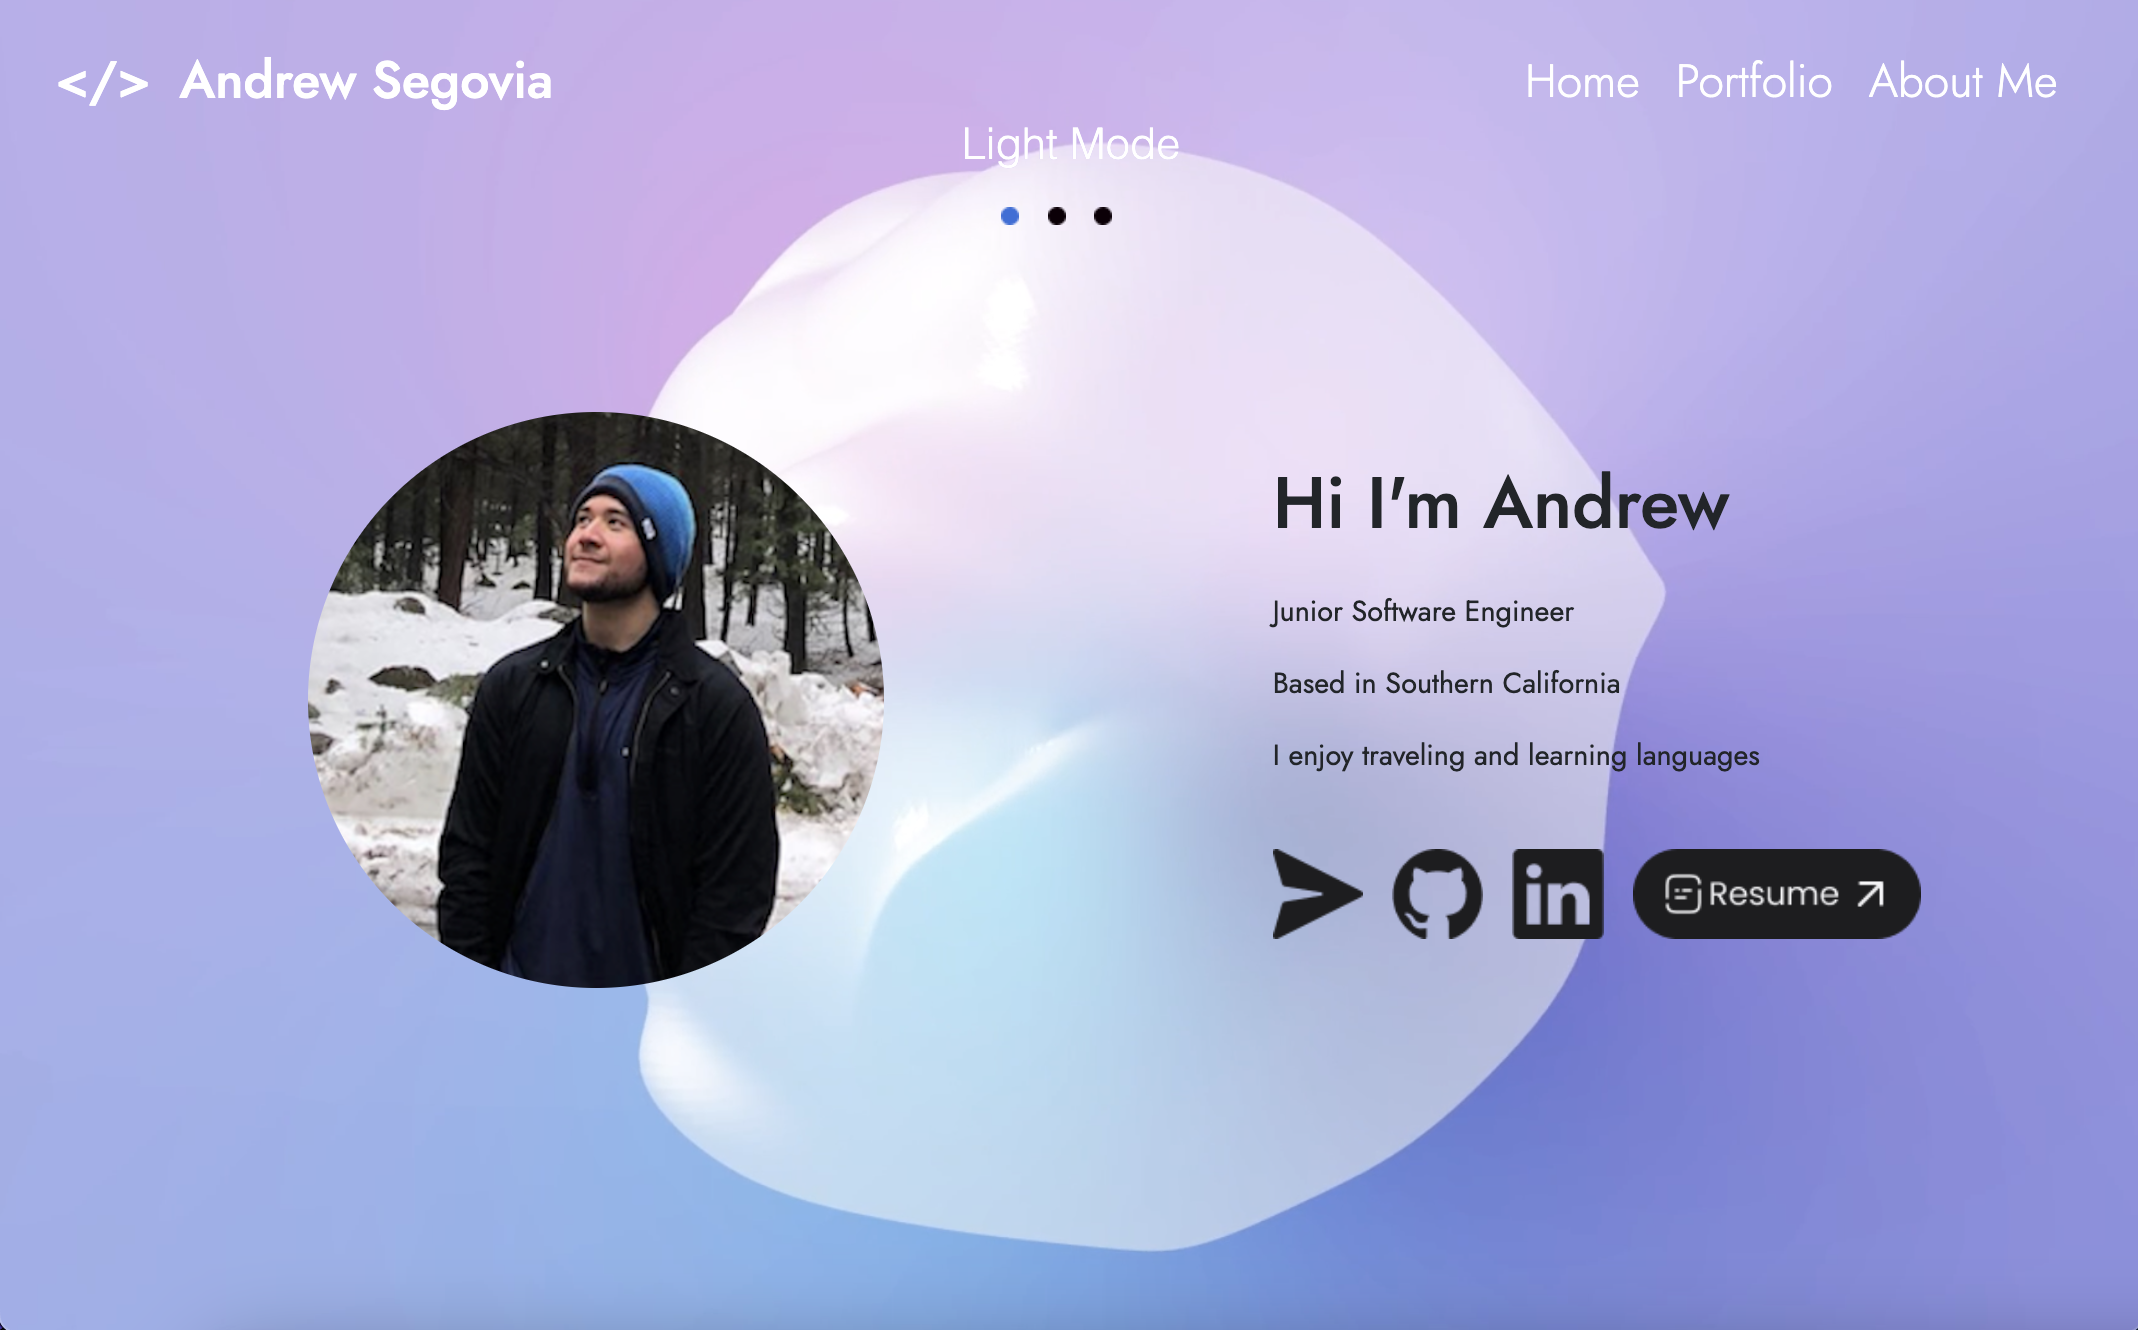 </> Andrew Segovia
Home Portfolio About Me
Light Mode
Hi I'm Andrew
Junior Software Engineer
Based in Southern California
I enjoy traveling and learning languages
in Resume